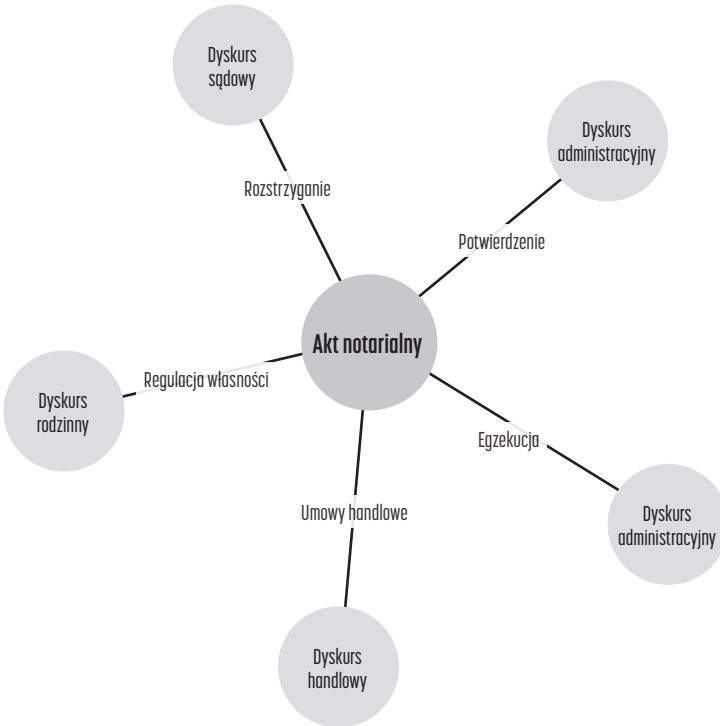 Dyskurs
sądowy
Dyskurs
administracyjny
Rozstrzyganie
Potwierdzenie
Akt notarialny
Regulacja własności
Dyskurs
rodzinny
Egzekucja
Umowy handlowe
Dyskurs
administracyjny
Dyskurs
handlowy